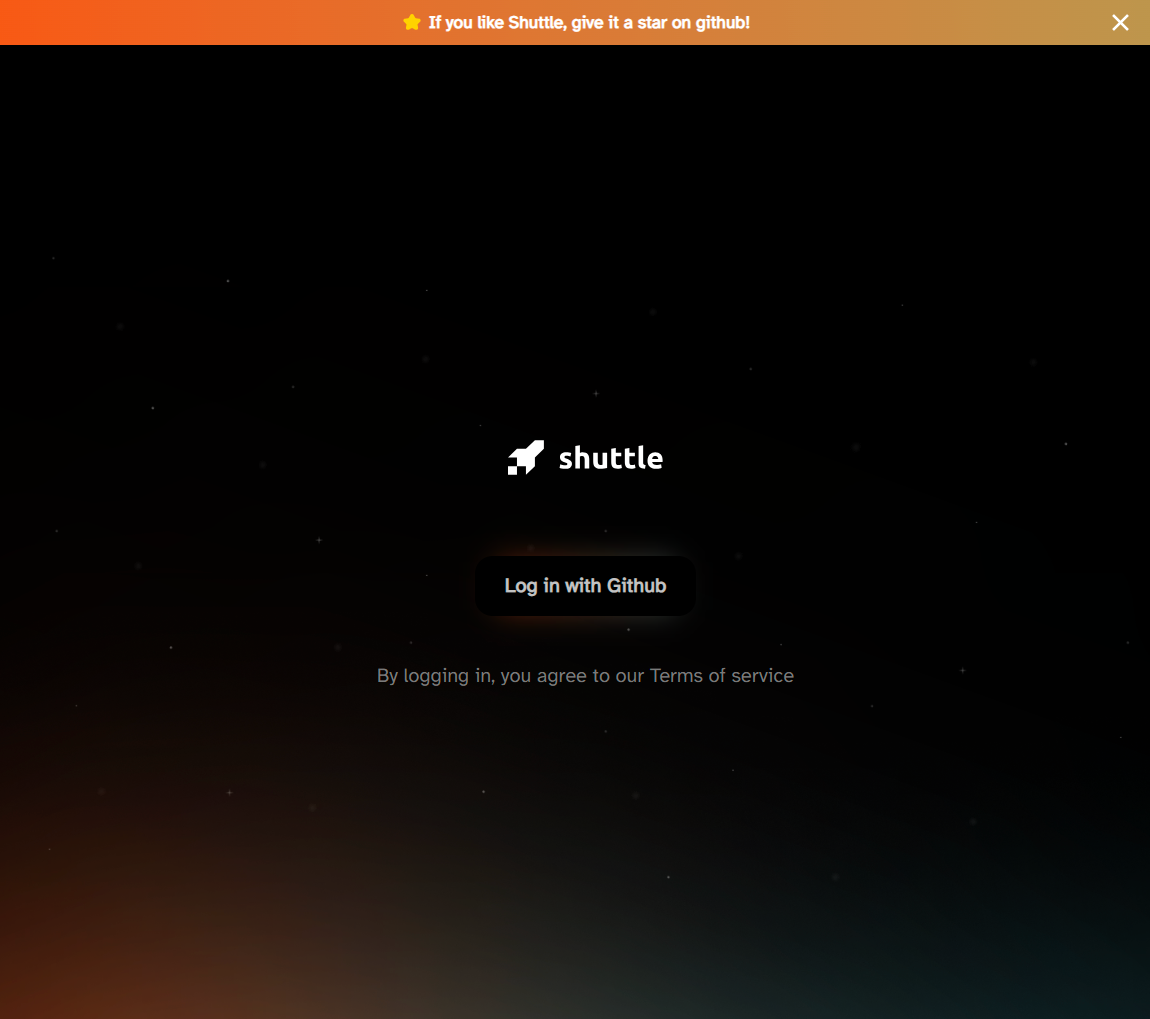 If you like Shuttle, give it a star on github!
shuttle
Log in with Github
By logging in, you agree to our Terms of service